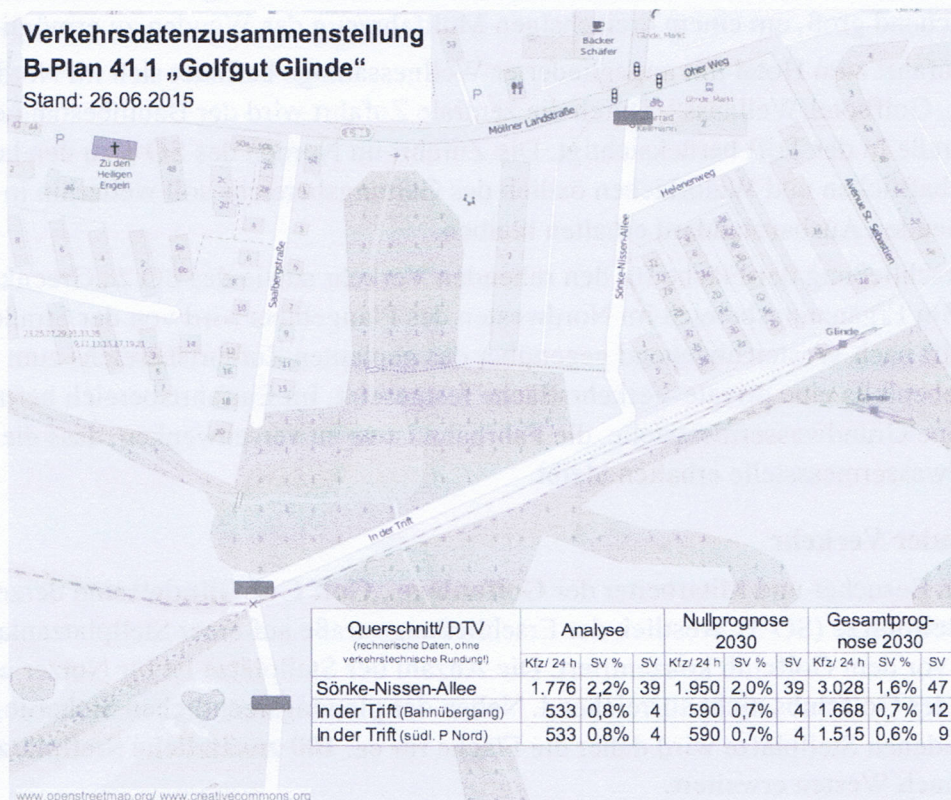 Verkehrsdatenzusammenstellung
B-Plan 41.1 „Golfgut Glinde“
Stand: 26.06.2015
Bäcker
Schäfer
Glinde, Markt
Oher Weg
Glinde, Markt
Möllner Landstraße
P
P
Zu den
Heiligen
Engeln
Helenenweg
Avenue St. Sebastien
Saalbergstraße
Sönke-Nissen-Allee
Glinde
Glinde
In der Trift
Querschnitt/ DTV
(rechnerische Daten, ohne
verkehrstechnische Rundung!)
Analyse
Nullprognose
2030
Gesamtprog-
nose 2030
Kfz/ 24 h SV % SV Kfz/ 24 h SV % SV Kfz/ 24 h SV % SV
Sönke-Nissen-Allee 1.776 2,2% 39 1.950 2,0% 39 3.028 1,6% 47
In der Trift (Bahnübergang) 533 0,8% 4 590 0,7% 4 1.668 0,7% 12
In der Trift (südl. P Nord) 533 0,8% 4 590 0,7% 4 1.515 0,6% 9
www.openstreetmap.org/ www.creativecommons.org